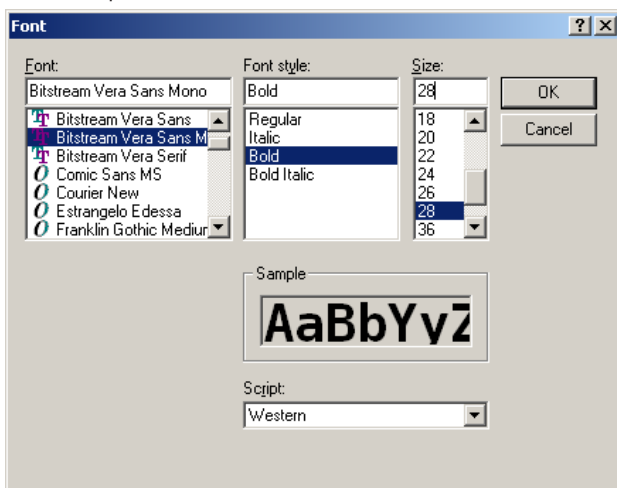 Font
Font:
Bitstream Vera Sans Mono
Bitstream Vera Sans
Bitstream Vera Sans M
Bitstream Vera Serif
Comic Sans MS
Courier New
Estrangelo Edessa
Franklin Gothic Medium
Font style:
Bold
Regular
Italic
Bold
Bold Italic
Size:
28
18
20
22
24
26
28
36
OK
Cancel
Sample
AaBbYyZ
Script:
Western